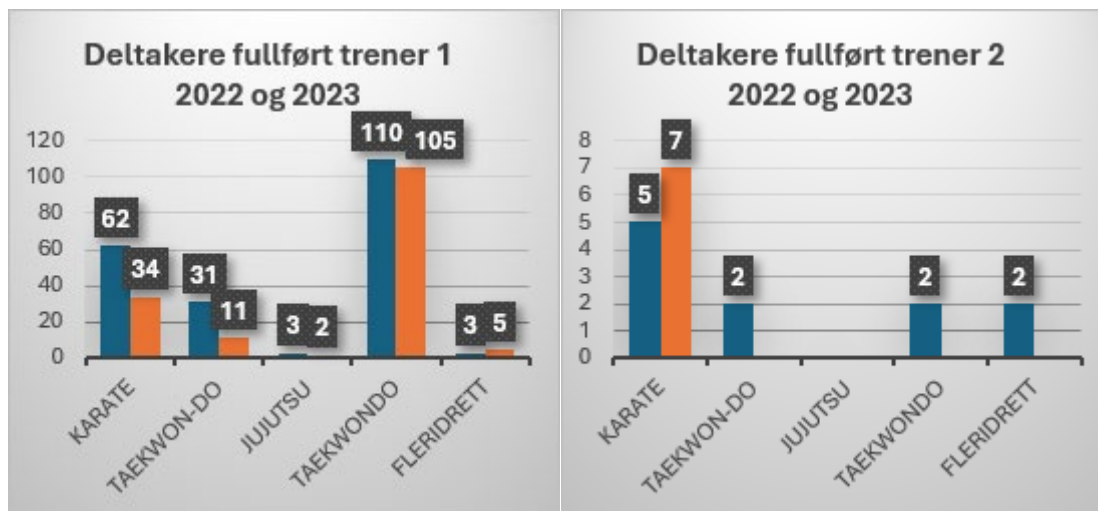 Deltakere fullført trener 1
2022 og 2023
120
100
80
60
40
20
0
62
34
31
11
3
2
110
105
3
5
KARATE
TAEKWON-DO
JUJUTSU
TAEKWONDO
FLERIDRETT
Deltakere fullført trener 2
2022 og 2023
8
7
6
5
4
3
2
1
0
5
7
2
2
2
KARATE
TAEKWON-DO
JUJUTSU
TAEKWONDO
FLERIDRETT